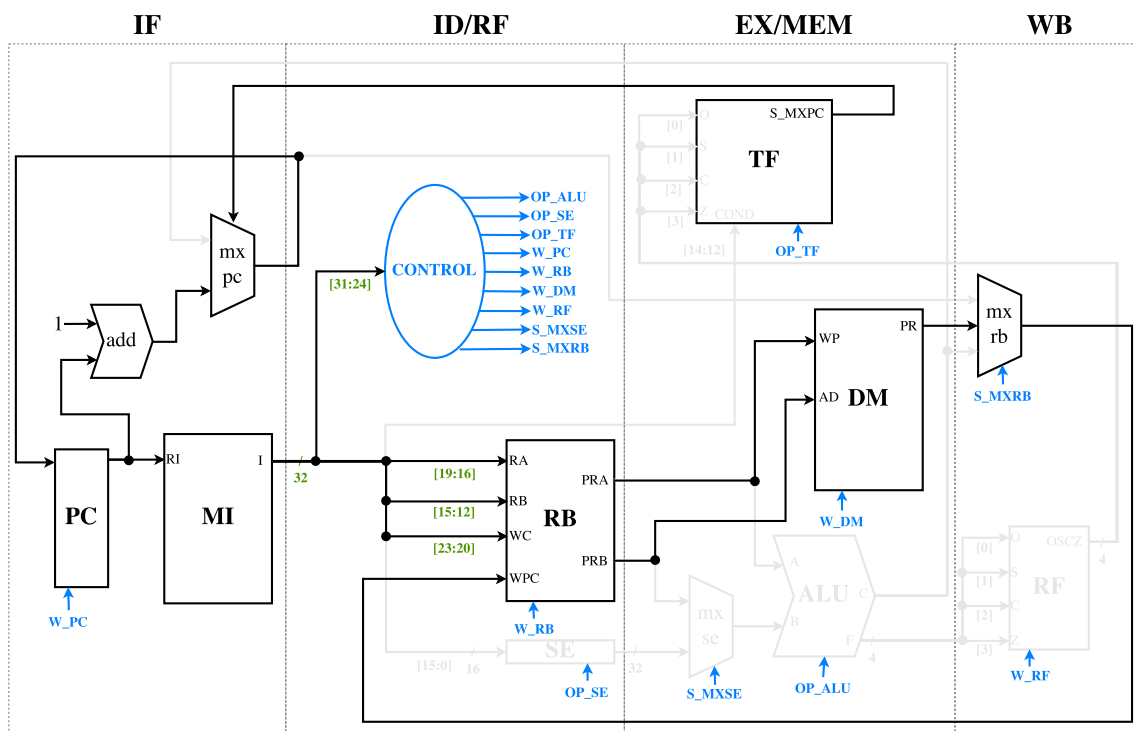 IF
ID/RF
EX/MEM
WB
S_MXPC
TF
O
[0]
S
[1]
C
[2]
Z
[3]
COND
[14:12]
OP_TF
mx
pc
CONTROL
[31:24]
OP_ALU
OP_SE
OP_TF
W_PC
W_RB
W_DM
W_RF
S_MXSE
S_MXRB
1
add
mx
rb
S_MXRB
WP
PR
AD
DM
W_DM
PC
W_PC
RI
I
MI
32
[19:16]
[15:12]
[23:20]
RA
RB
WC
WPC
RB
PRA
PRB
W_RB
[15:0]
16
SE
32
OP_SE
mx
se
S_MXSE
A
B
ALU
C
F
4
OP_ALU
[0]
[1]
[2]
[3]
O
S
C
Z
OSCZ
RF
4
W_RF